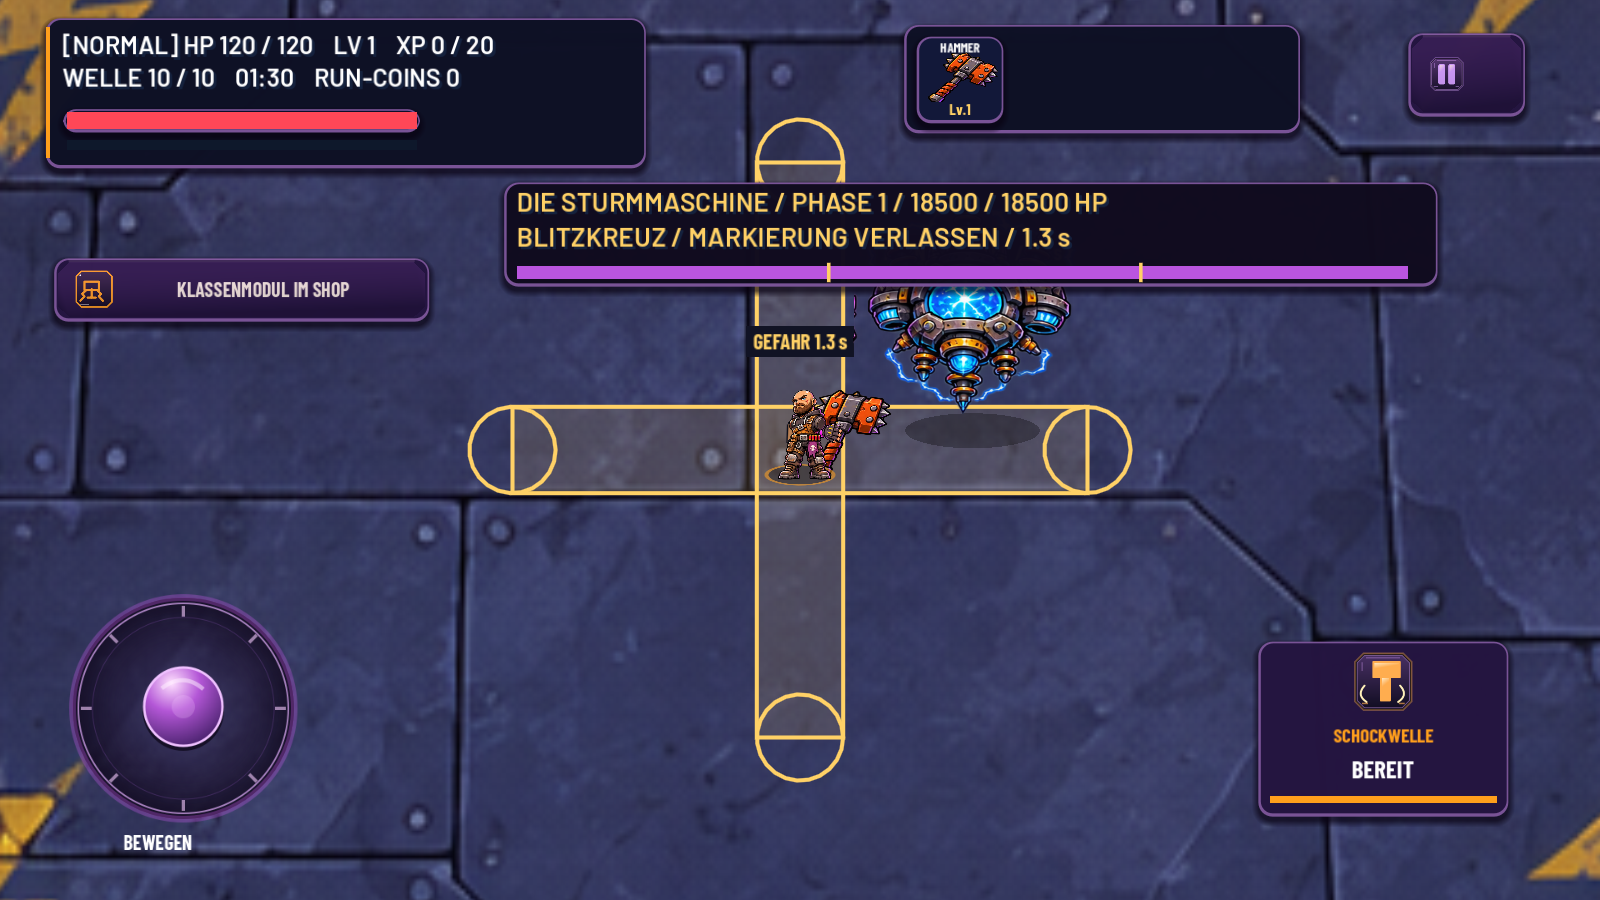 [NORMAL] HP 120 / 120 LV 1 XP 0 / 20
WELLE 10 / 10 01:30 RUN-COINS 0
HAMMER
Lv.1
DIE STURMMASCHINE / PHASE 1 / 18500 / 18500 HP
BLITZKREUZ / MARKIERUNG VERLASSEN / 1.3 s
KLASSENMODUL IM SHOP
GEFAHR 1.3 s
SCHOCKWELLE
BEREIT
BEWEGEN